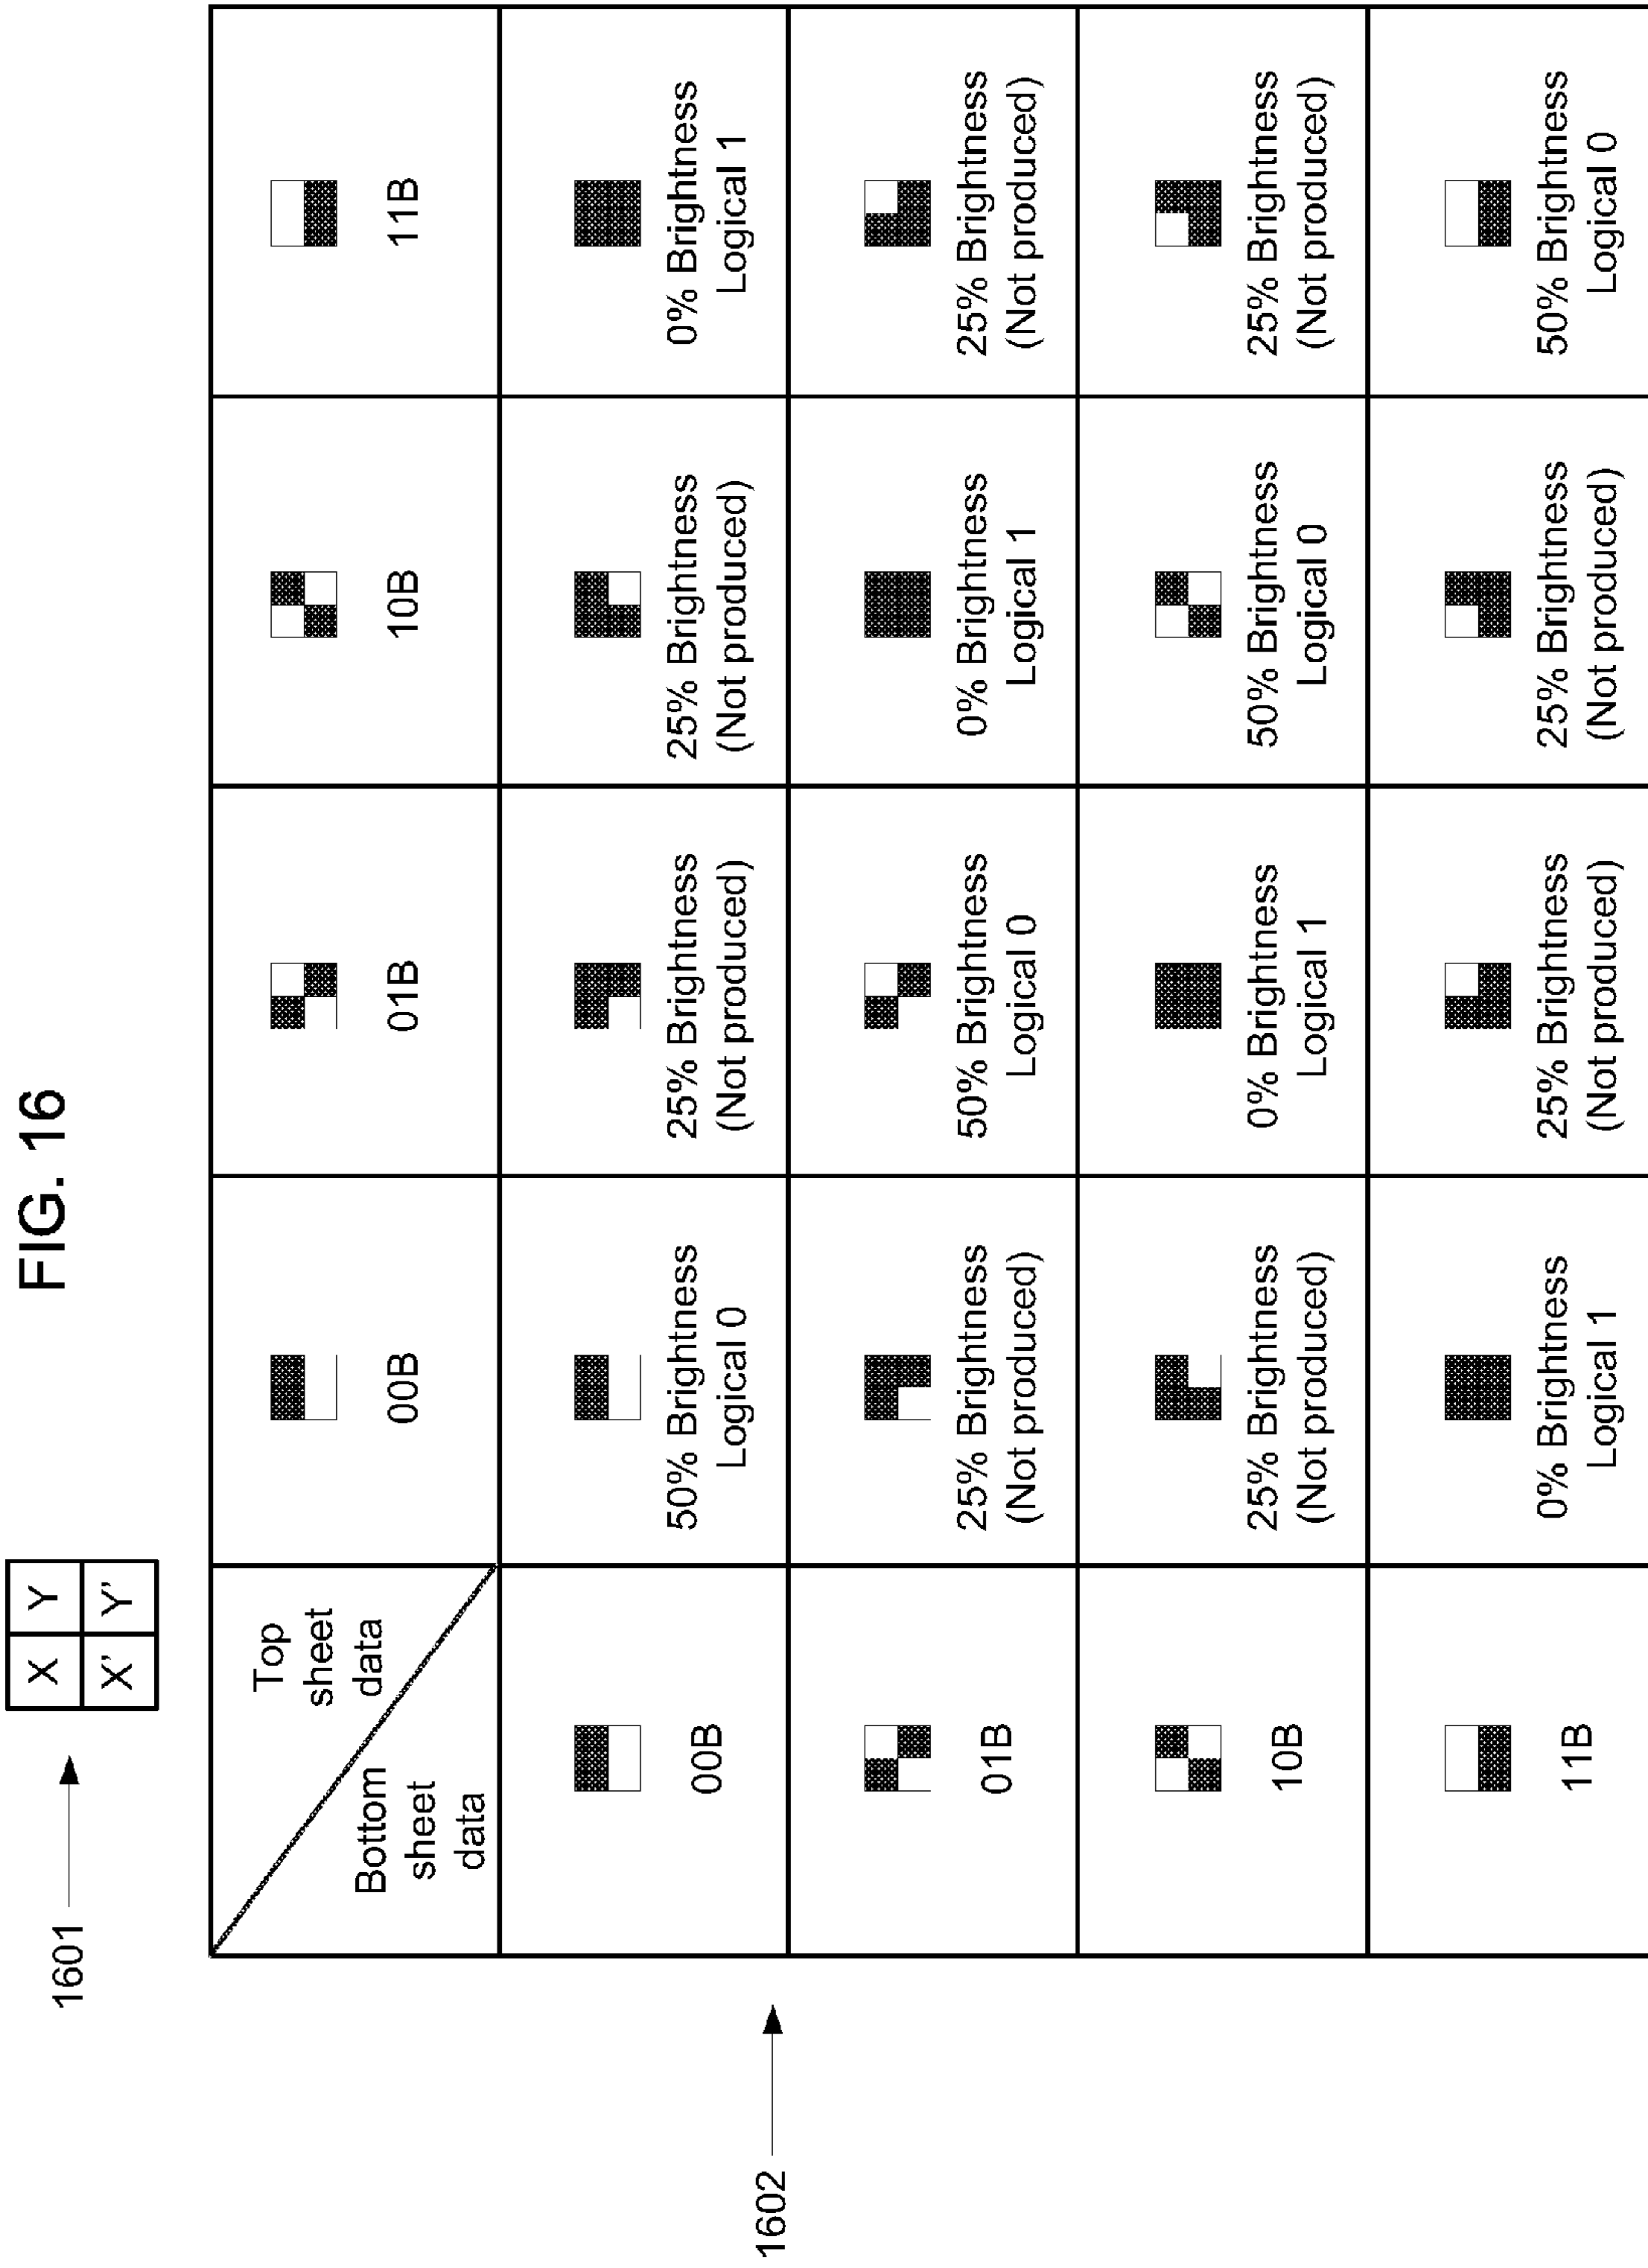 FIG. 16
1601
X Y
X' Y'
1602
Top
sheet
data
Bottom
sheet
data
00B
01B
10B
11B
00B
50% Brightness
Logical 0
25% Brightness
(Not produced)
25% Brightness
(Not produced)
0% Brightness
Logical 1
01B
25% Brightness
(Not produced)
50% Brightness
Logical 0
0% Brightness
Logical 1
25% Brightness
(Not produced)
10B
25% Brightness
(Not produced)
0% Brightness
Logical 1
50% Brightness
Logical 0
25% Brightness
(Not produced)
11B
0% Brightness
Logical 1
25% Brightness
(Not produced)
25% Brightness
(Not produced)
50% Brightness
Logical 0